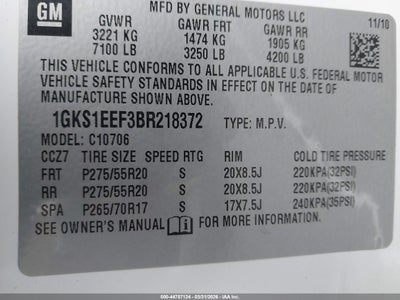 GM
MFD BY GENERAL MOTORS LLC
11/10
GVWR GAWR FRT GAWR RR
3221 KG 1474 KG 1905 KG
7100 LB 3250 LB 4200 LB
THIS VEHICLE CONFORMS TO ALL APPLICABLE U.S. FEDERAL MOTOR
VEHICLE SAFETY STANDARDS IN EFFECT ON THE DATE OF
MANUFACTURE SHOWN ABOVE.
1GKS1EEF3BR218372 TYPE: M.P.V.
MODEL: C10706
CCZ7 TIRE SIZE SPEED RTG RIM COLD TIRE PRESSURE
FRT P275/55R20 S 20X8.5J 220KPA(32PSI)
RR P275/55R20 S 20X8.5J 220KPA(32PSI)
SPA P265/70R17 S 17X7.5J 240KPA(35PSI)
SEE OWNER'S MANUAL FOR ADDITIONAL INFORMATION.